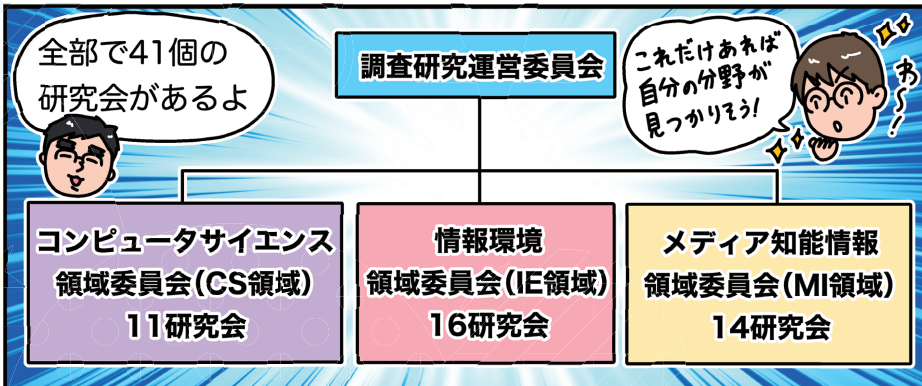 全部で41個の
研究会があるよ
調査研究運営委員会
これだけあれば
自分の分野が
見つかりそう!
わ〜!
コンピュータサイエンス
領域委員会(CS領域)
11研究会
情報環境
領域委員会(IE領域)
16研究会
メディア知能情報
領域委員会(MI領域)
14研究会